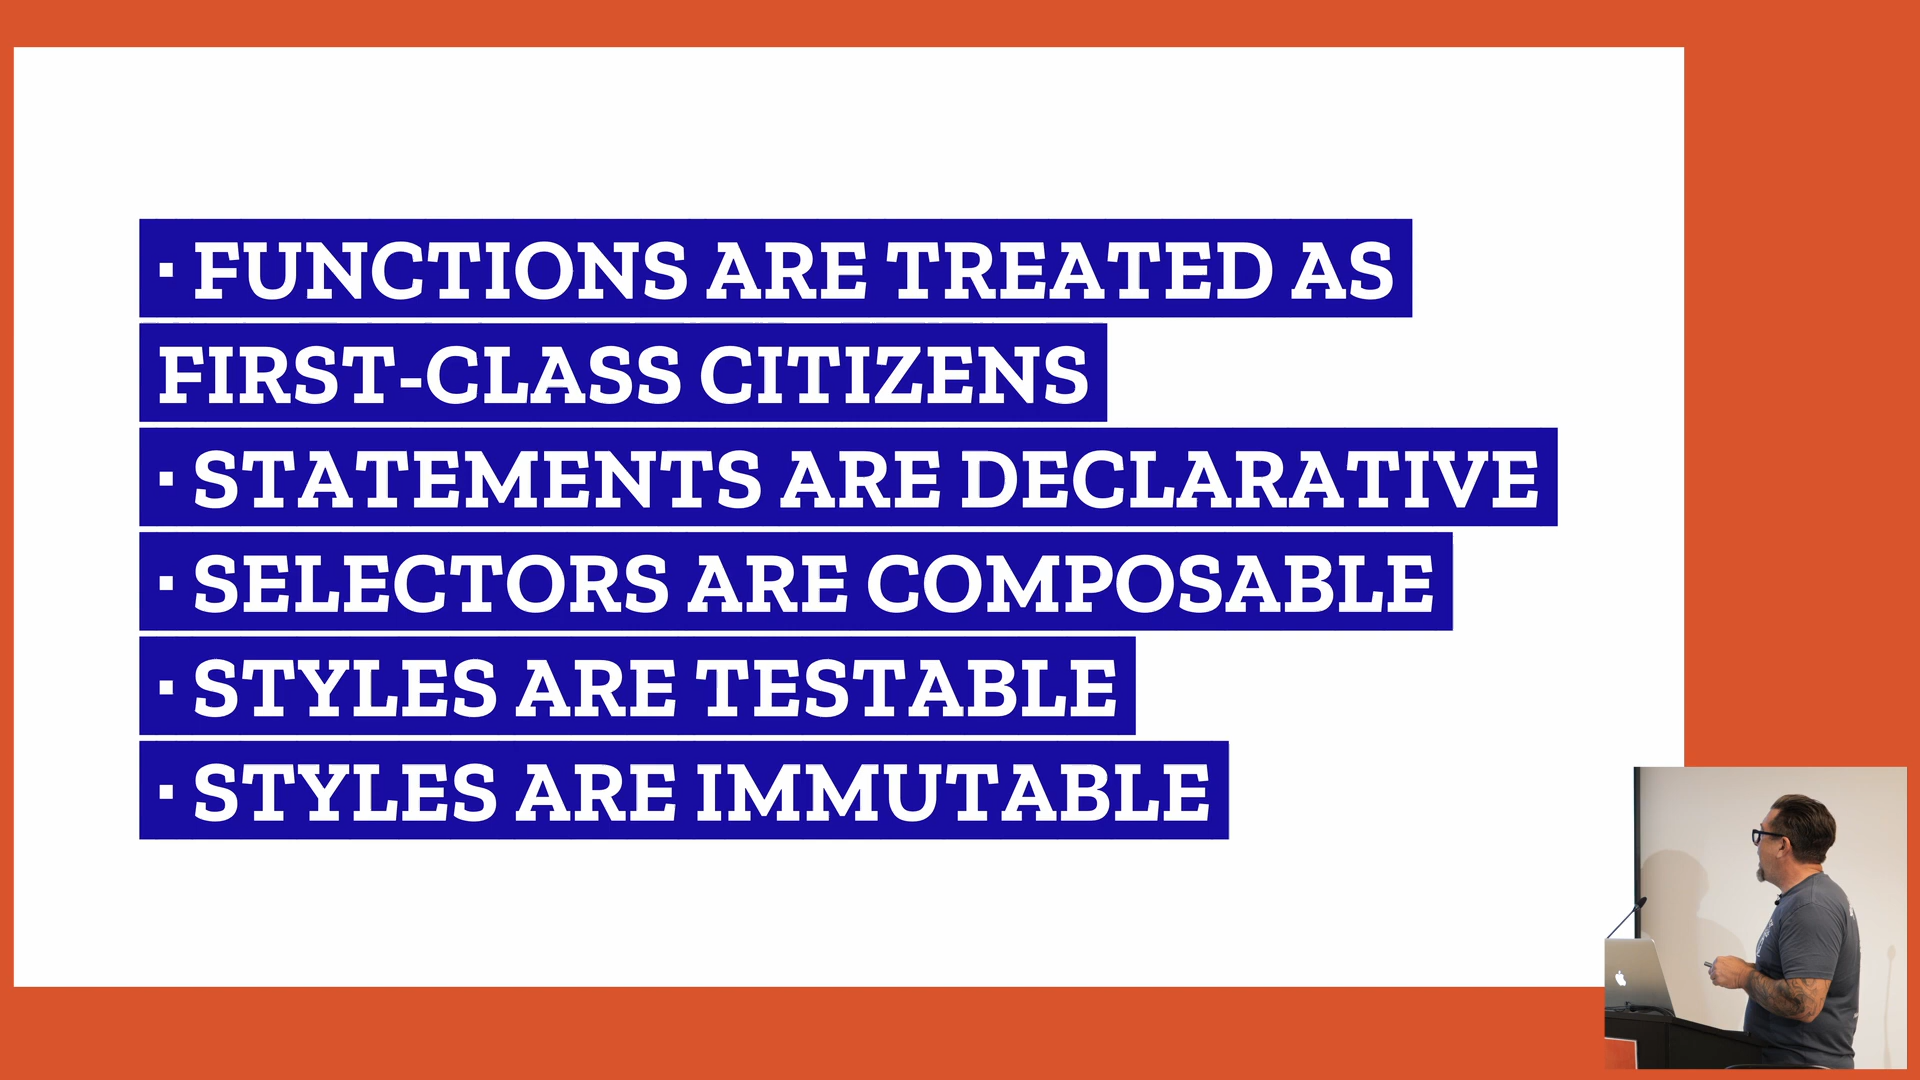 · FUNCTIONS ARE TREATED AS
FIRST-CLASS CITIZENS
· STATEMENTS ARE DECLARATIVE
· SELECTORS ARE COMPOSABLE
· STYLES ARE TESTABLE
· STYLES ARE IMMUTABLE